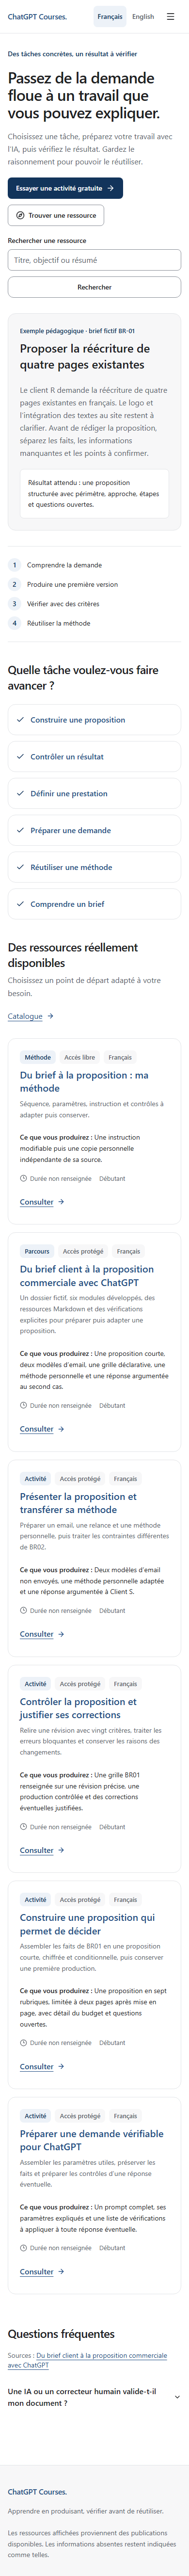 ChatGPT Courses.
Français
English
Des tâches concrètes, un résultat à vérifier
Passez de la demande
floue à un travail que
vous pouvez expliquer.
Choisissez une tâche, préparez votre travail avec
l'IA, puis vérifiez le résultat. Gardez le
raisonnement pour pouvoir le réutiliser.
Essayer une activité gratuite
Trouver une ressource
Rechercher une ressource
Titre, objectif ou résumé
Rechercher
Exemple pédagogique · brief fictif BR-01
Proposer la réécriture de
quatre pages existantes
Le client R demande la réécriture de quatre
pages existantes en français. Le logo et
l'intégration des textes au site restent à
clarifier. Avant de rédiger la proposition,
séparez les faits, les informations
manquantes et les points à confirmer.
Résultat attendu : une proposition
structurée avec périmètre, approche, étapes
et questions ouvertes.
1 Comprendre la demande
2 Produire une première version
3 Vérifier avec des critères
4 Réutiliser la méthode
Quelle tâche voulez-vous faire
avancer ?
Construire une proposition
Contrôler un résultat
Définir une prestation
Préparer une demande
Réutiliser une méthode
Comprendre un brief
Des ressources réellement
disponibles
Choisissez un point de départ adapté à votre
besoin.
Catalogue
Méthode Accès libre Français
Du brief à la proposition : ma
méthode
Séquence, paramètres, instruction et contrôles à
adapter puis conserver.
Ce que vous produirez : Une instruction
modifiable puis une copie personnelle
indépendante de sa source.
Durée non renseignée Débutant
Consulter
Parcours Accès protégé Français
Du brief client à la proposition
commerciale avec ChatGPT
Un dossier fictif, six modules développés, des
ressources Markdown et des vérifications
explicites pour préparer puis adapter une
proposition.
Ce que vous produirez : Une proposition courte,
deux modèles d'email, une grille déclarative, une
méthode personnelle et une réponse argumentée
au second cas.
Durée non renseignée Débutant
Consulter
Activité Accès protégé Français
Présenter la proposition et
transférer sa méthode
Préparer un email, une relance et une méthode
personnelle, puis traiter les contraintes différentes
de BR02.
Ce que vous produirez : Deux modèles d'email
non envoyés, une méthode personnelle adaptée
et une réponse argumentée à Client S.
Durée non renseignée Débutant
Consulter
Activité Accès protégé Français
Contrôler la proposition et
justifier ses corrections
Relire une révision avec vingt critères, traiter les
erreurs bloquantes et conserver les raisons des
changements.
Ce que vous produirez : Une grille BR01
renseignée sur une révision précise, une
production contrôlée et des corrections
éventuelles justifiées.
Durée non renseignée Débutant
Consulter
Activité Accès protégé Français
Construire une proposition qui
permet de décider
Assembler les faits de BR01 en une proposition
courte, chiffrée et conditionnelle, puis conserver
une première production.
Ce que vous produirez : Une proposition en sept
rubriques, limitée à deux pages après mise en
page, avec détail du budget et questions
ouvertes.
Durée non renseignée Débutant
Consulter
Activité Accès protégé Français
Préparer une demande vérifiable
pour ChatGPT
Assembler les paramètres utiles, préserver les
faits et préparer les contrôles d'une réponse
éventuelle.
Ce que vous produirez : Un prompt complet, ses
paramètres expliqués et une liste de vérifications
à appliquer à toute réponse éventuelle.
Durée non renseignée Débutant
Consulter
Questions fréquentes
Sources : Du brief client à la proposition commerciale
avec ChatGPT
Une IA ou un correcteur humain valide-t-il
mon document ?
ChatGPT Courses.
Apprendre en produisant, vérifier avant de réutiliser.
Les ressources affichées proviennent des publications
disponibles. Les informations absentes restent indiquées
comme telles.